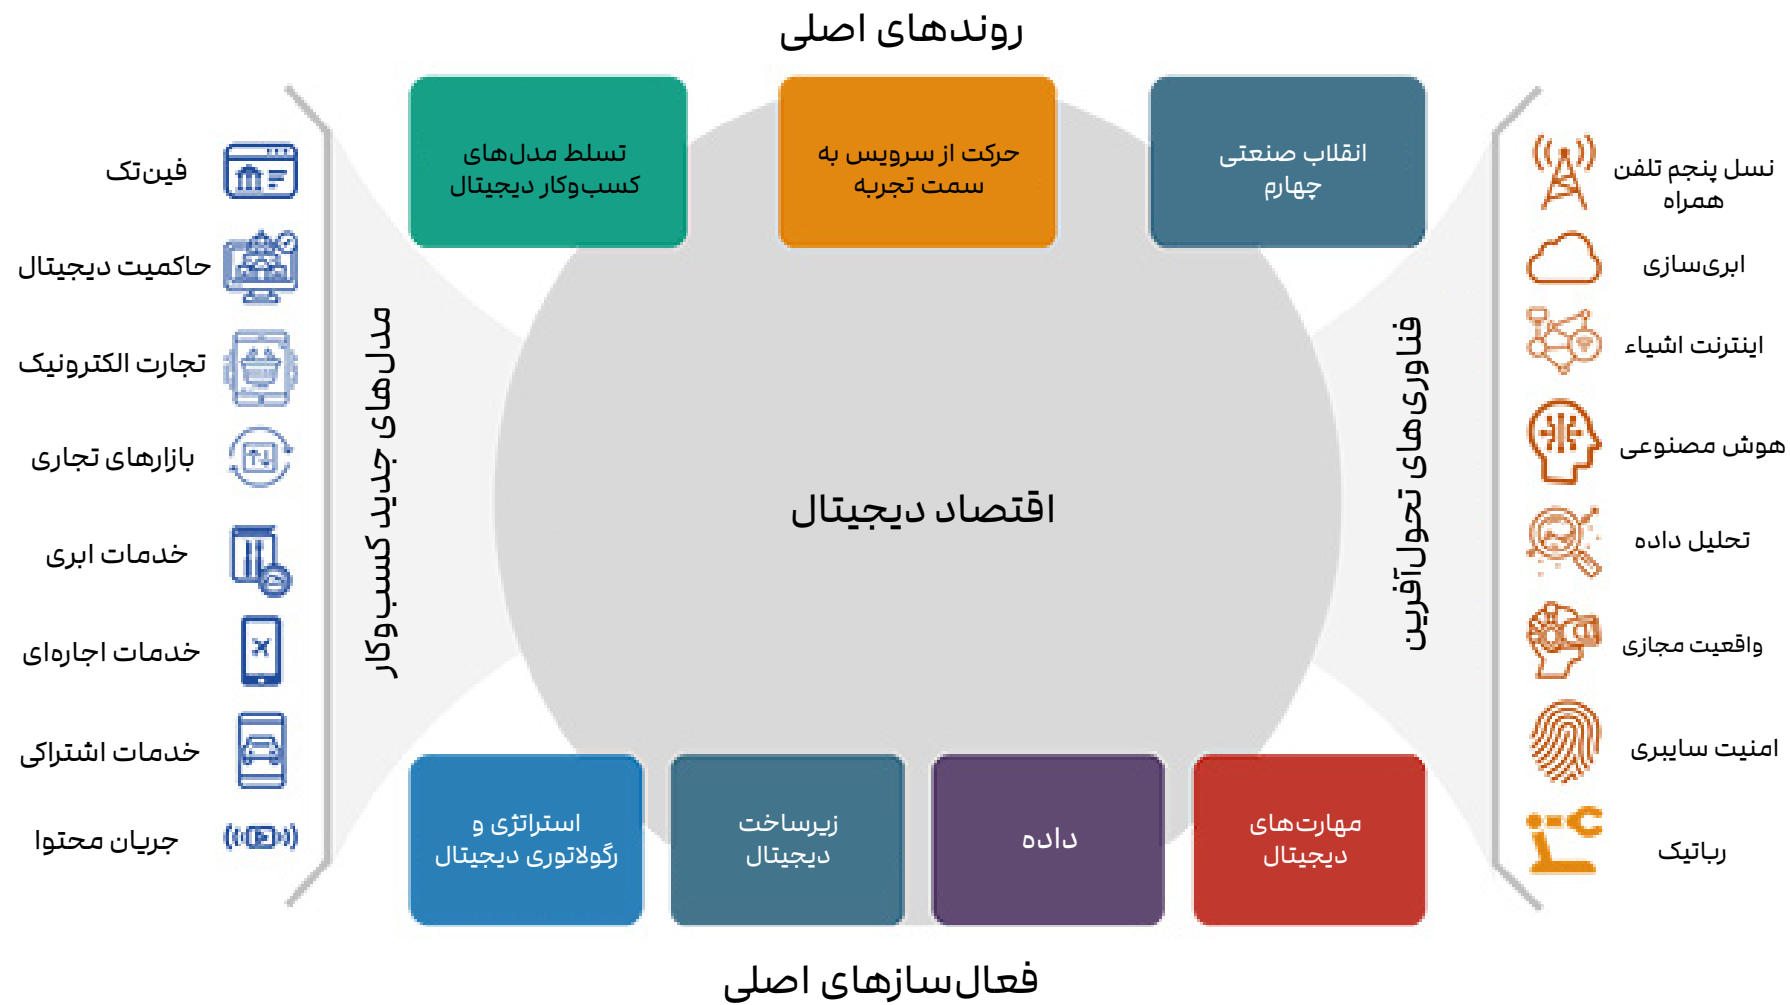 روندهای اصلی
انقلاب صنعتی
چهارم
حرکت از سرویس به
سمت تجربه
تسلط مدل‌های
کسب‌وکار دیجیتال
فناوری‌های تحول‌آفرین
نسل پنجم تلفن
همراه
ابری‌سازی
اینترنت اشیاء
هوش مصنوعی
تحلیل داده
واقعیت مجازی
امنیت سایبری
رباتیک
اقتصاد دیجیتال
مدل‌های جدید کسب‌وکار
فین‌تک
حاکمیت دیجیتال
تجارت الکترونیک
بازارهای تجاری
خدمات ابری
خدمات اجاره‌ای
خدمات اشتراکی
جریان محتوا
مهارت‌های
دیجیتال
داده
زیرساخت
دیجیتال
استراتژی و
رگولاتوری دیجیتال
فعال‌سازهای اصلی